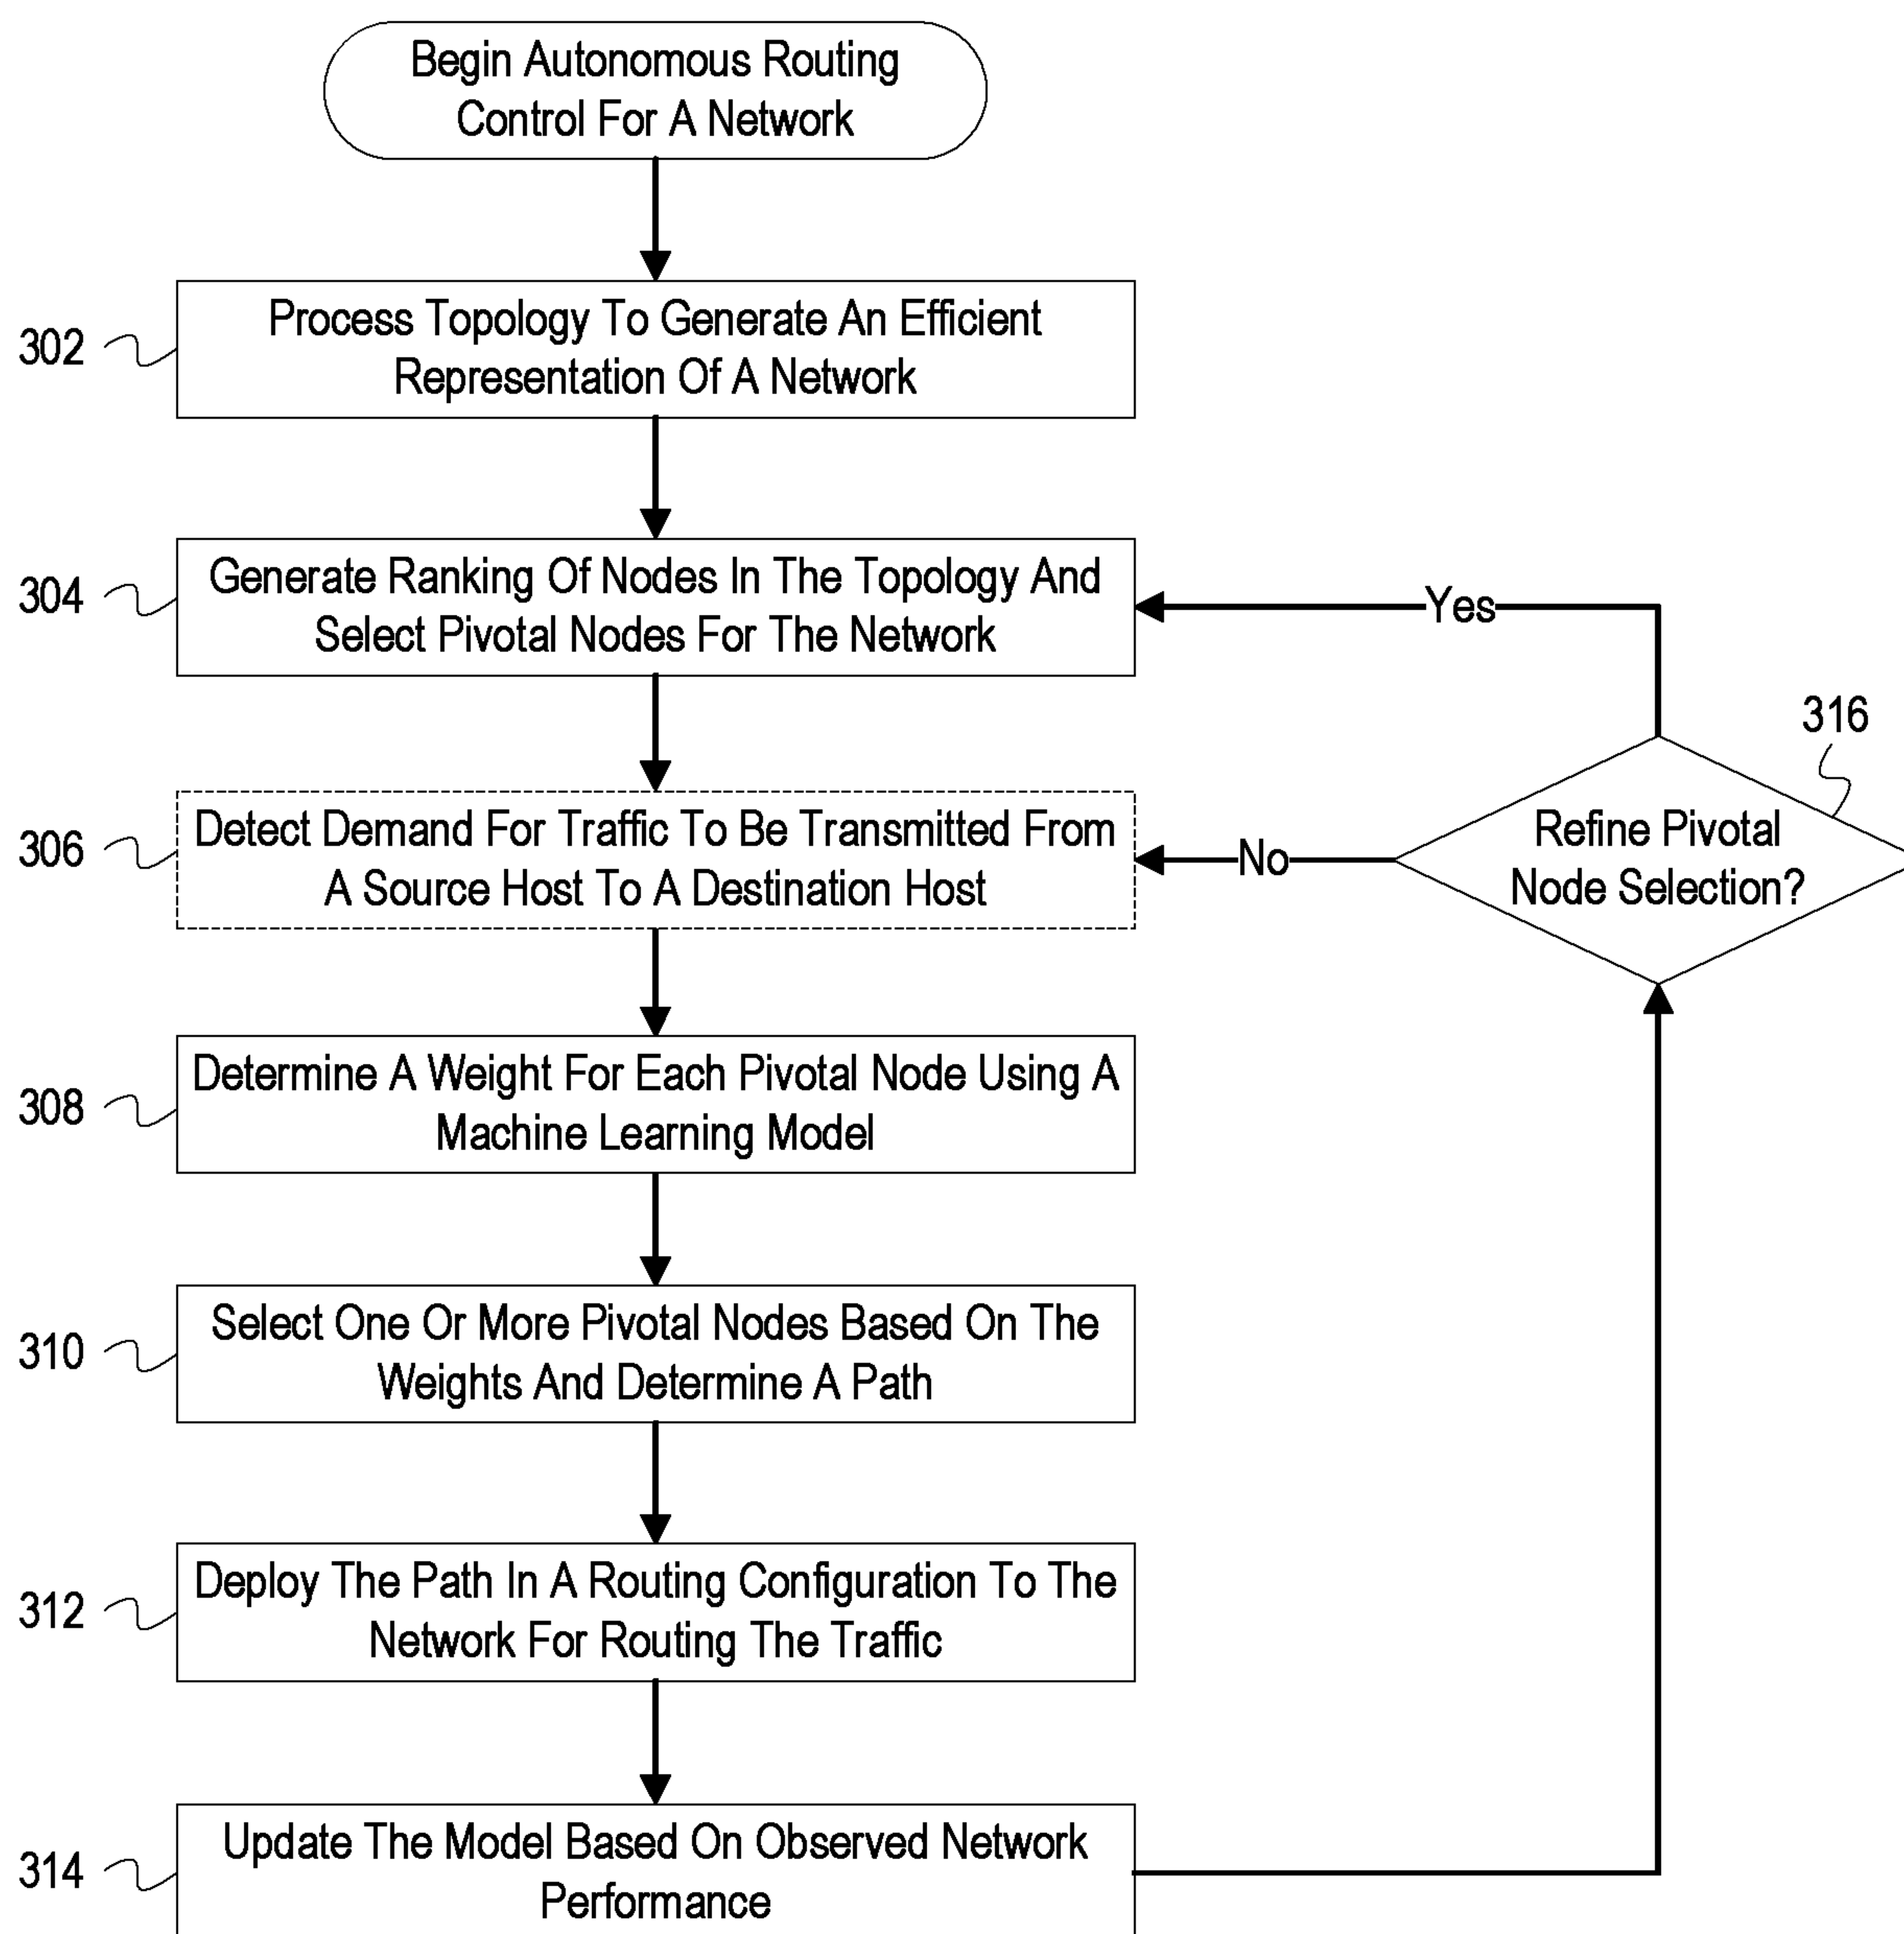 Begin Autonomous Routing
Control For A Network
302
Process Topology To Generate An Efficient
Representation Of A Network
304
Generate Ranking Of Nodes In The Topology And
Select Pivotal Nodes For The Network
Yes
316
306
Detect Demand For Traffic To Be Transmitted From
A Source Host To A Destination Host
No
Refine Pivotal
Node Selection?
308
Determine A Weight For Each Pivotal Node Using A
Machine Learning Model
310
Select One Or More Pivotal Nodes Based On The
Weights And Determine A Path
312
Deploy The Path In A Routing Configuration To The
Network For Routing The Traffic
314
Update The Model Based On Observed Network
Performance